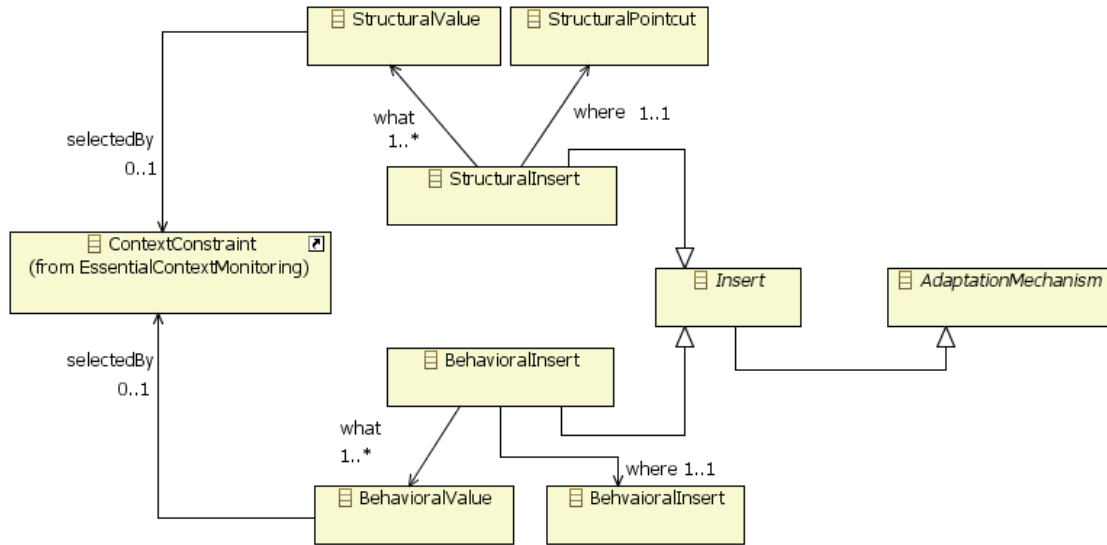 StructuralValue
StructuralPointcut
what
1..*
where 1..1
selectedBy
0..1
StructuralInsert
ContextConstraint
(from EssentialContextMonitoring)
Insert
AdaptationMechanism
selectedBy
0..1
BehavioralInsert
what
1..*
where 1..1
BehavioralValue
BehvaioralInsert